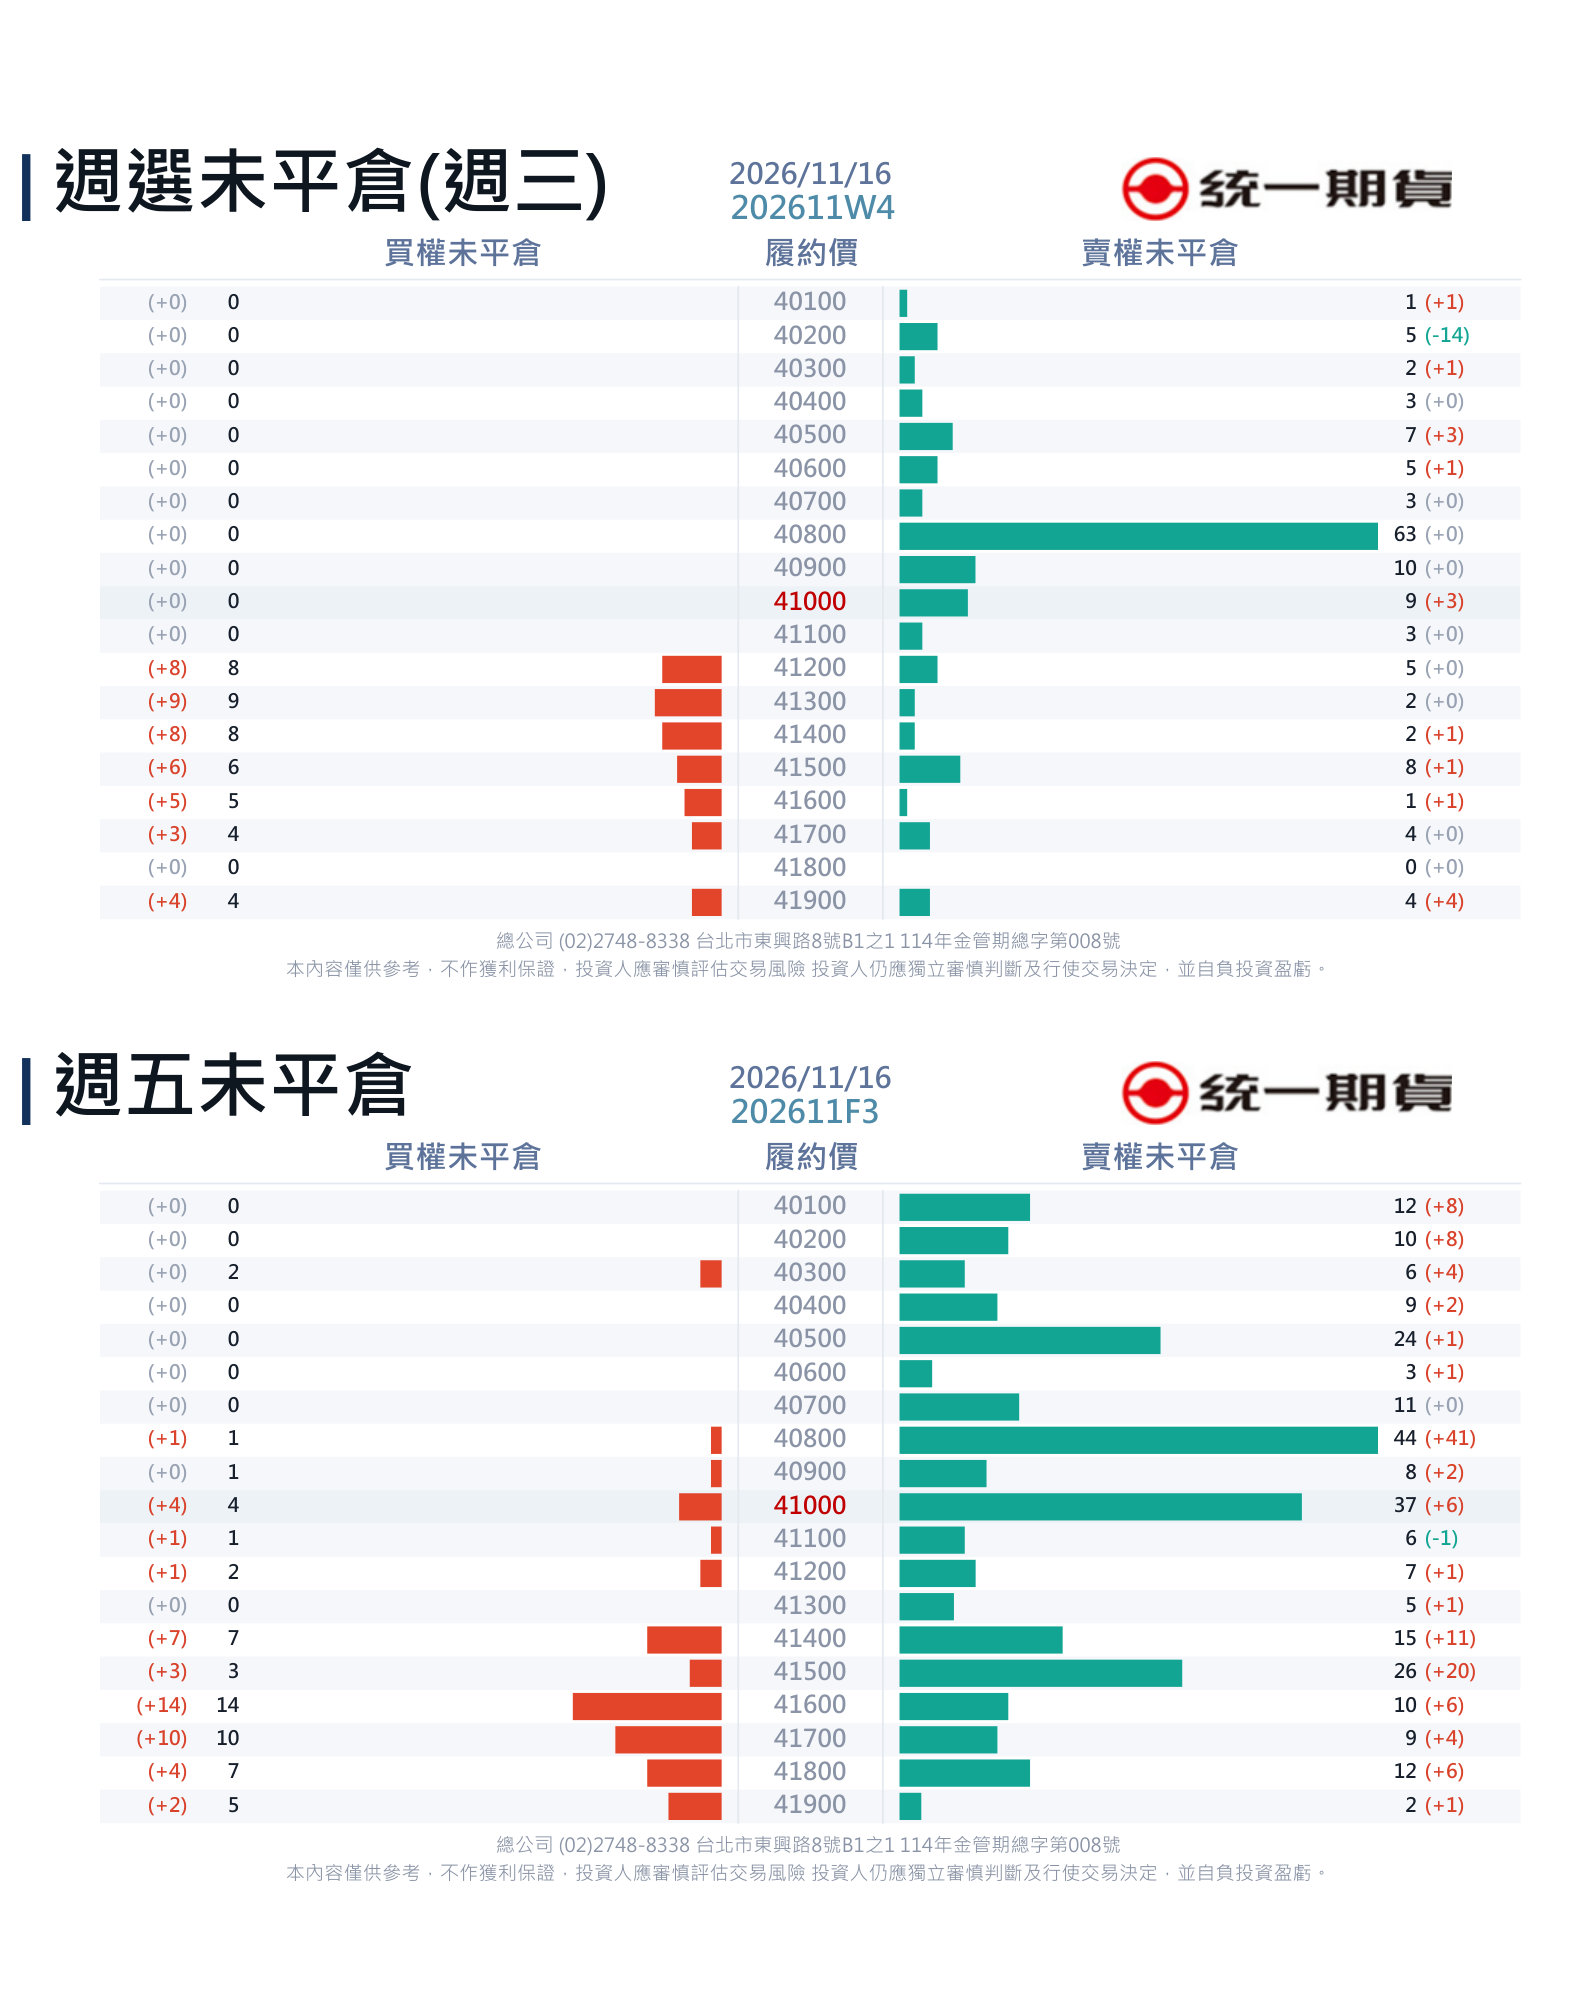 週選未平倉(週三)
2026/11/16
202611W4
統一期貨
買權未平倉 履約價 賣權未平倉
(+0) 0 40100 1 (+1)
(+0) 0 40200 5 (-14)
(+0) 0 40300 2 (+1)
(+0) 0 40400 3 (+0)
(+0) 0 40500 7 (+3)
(+0) 0 40600 5 (+1)
(+0) 0 40700 3 (+0)
(+0) 0 40800 63 (+0)
(+0) 0 40900 10 (+0)
(+0) 0 41000 9 (+3)
(+0) 0 41100 3 (+0)
(+8) 8 41200 5 (+0)
(+9) 9 41300 2 (+0)
(+8) 8 41400 2 (+1)
(+6) 6 41500 8 (+1)
(+5) 5 41600 1 (+1)
(+3) 4 41700 4 (+0)
(+0) 0 41800 0 (+0)
(+4) 4 41900 4 (+4)
總公司 (02)2748-8338 台北市東興路8號B1之1 114年金管期總字第008號
本內容僅供參考，不作獲利保證，投資人應審慎評估交易風險 投資人仍應獨立審慎判斷及行使交易決定，並自負投資盈虧。
週五未平倉
2026/11/16
202611F3
統一期貨
買權未平倉 履約價 賣權未平倉
(+0) 0 40100 12 (+8)
(+0) 0 40200 10 (+8)
(+0) 2 40300 6 (+4)
(+0) 0 40400 9 (+2)
(+0) 0 40500 24 (+1)
(+0) 0 40600 3 (+1)
(+0) 0 40700 11 (+0)
(+1) 1 40800 44 (+41)
(+0) 1 40900 8 (+2)
(+4) 4 41000 37 (+6)
(+1) 1 41100 6 (-1)
(+1) 2 41200 7 (+1)
(+0) 0 41300 5 (+1)
(+7) 7 41400 15 (+11)
(+3) 3 41500 26 (+20)
(+14) 14 41600 10 (+6)
(+10) 10 41700 9 (+4)
(+4) 7 41800 12 (+6)
(+2) 5 41900 2 (+1)
總公司 (02)2748-8338 台北市東興路8號B1之1 114年金管期總字第008號
本內容僅供參考，不作獲利保證，投資人應審慎評估交易風險 投資人仍應獨立審慎判斷及行使交易決定，並自負投資盈虧。